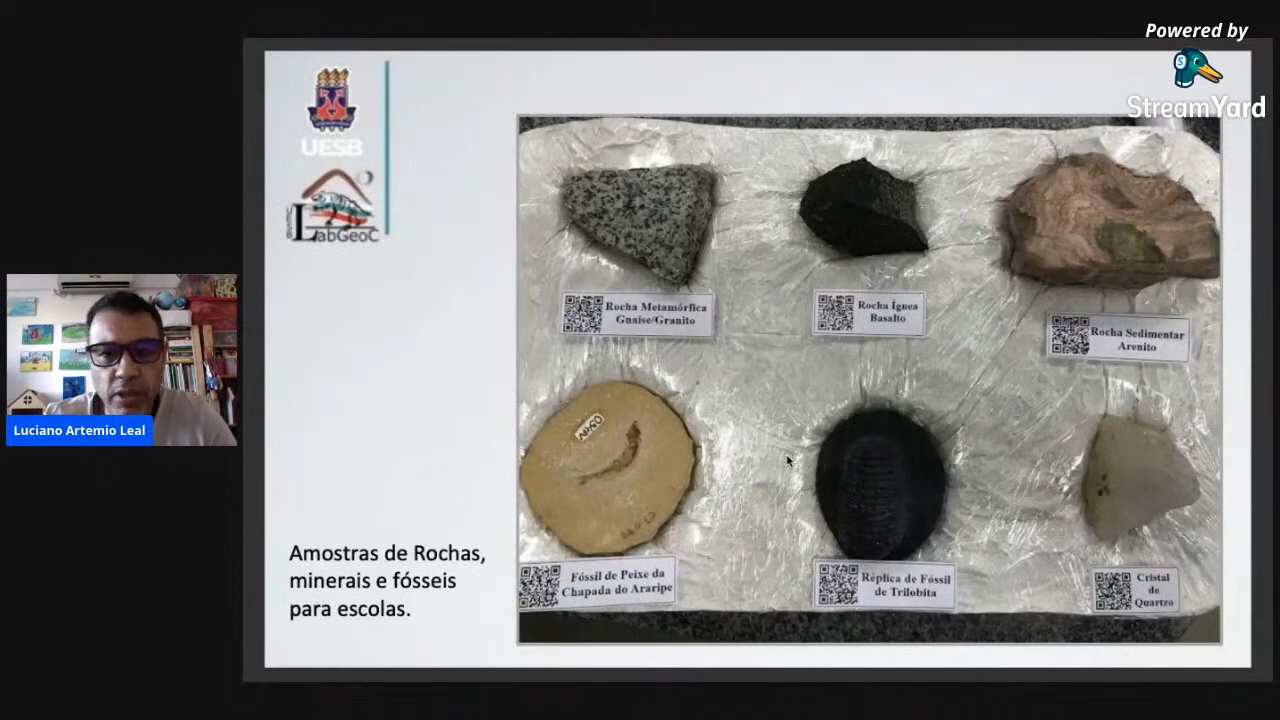 Powered by
StreamYard
UESB
LabGeoC
Rocha Metamórfica
Gnaise/Granito
Rocha Ígnea
Basalto
Rocha Sedimentar
Arenito
Luciano Artemio Leal
Amostras de Rochas,
minerais e fósseis
para escolas.
Fóssil de Peixe da
Chapada do Araripe
Réplica de Fóssil
de Trilobita
Cristal
de
Quartzo